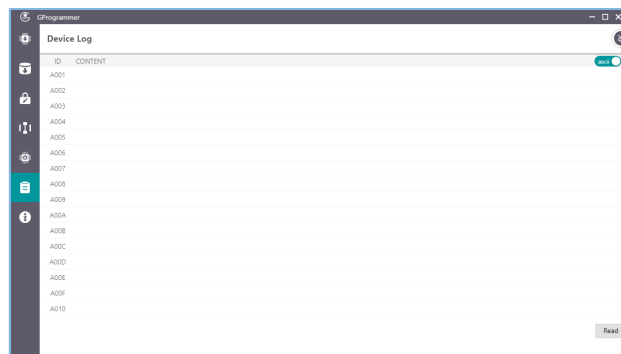 GProgrammer
Device Log
ID CONTENT ascii
A001
A002
A003
A004
A005
A006
A007
A008
A009
A00A
A00B
A00C
A00D
A00E
A00F
A010
Read